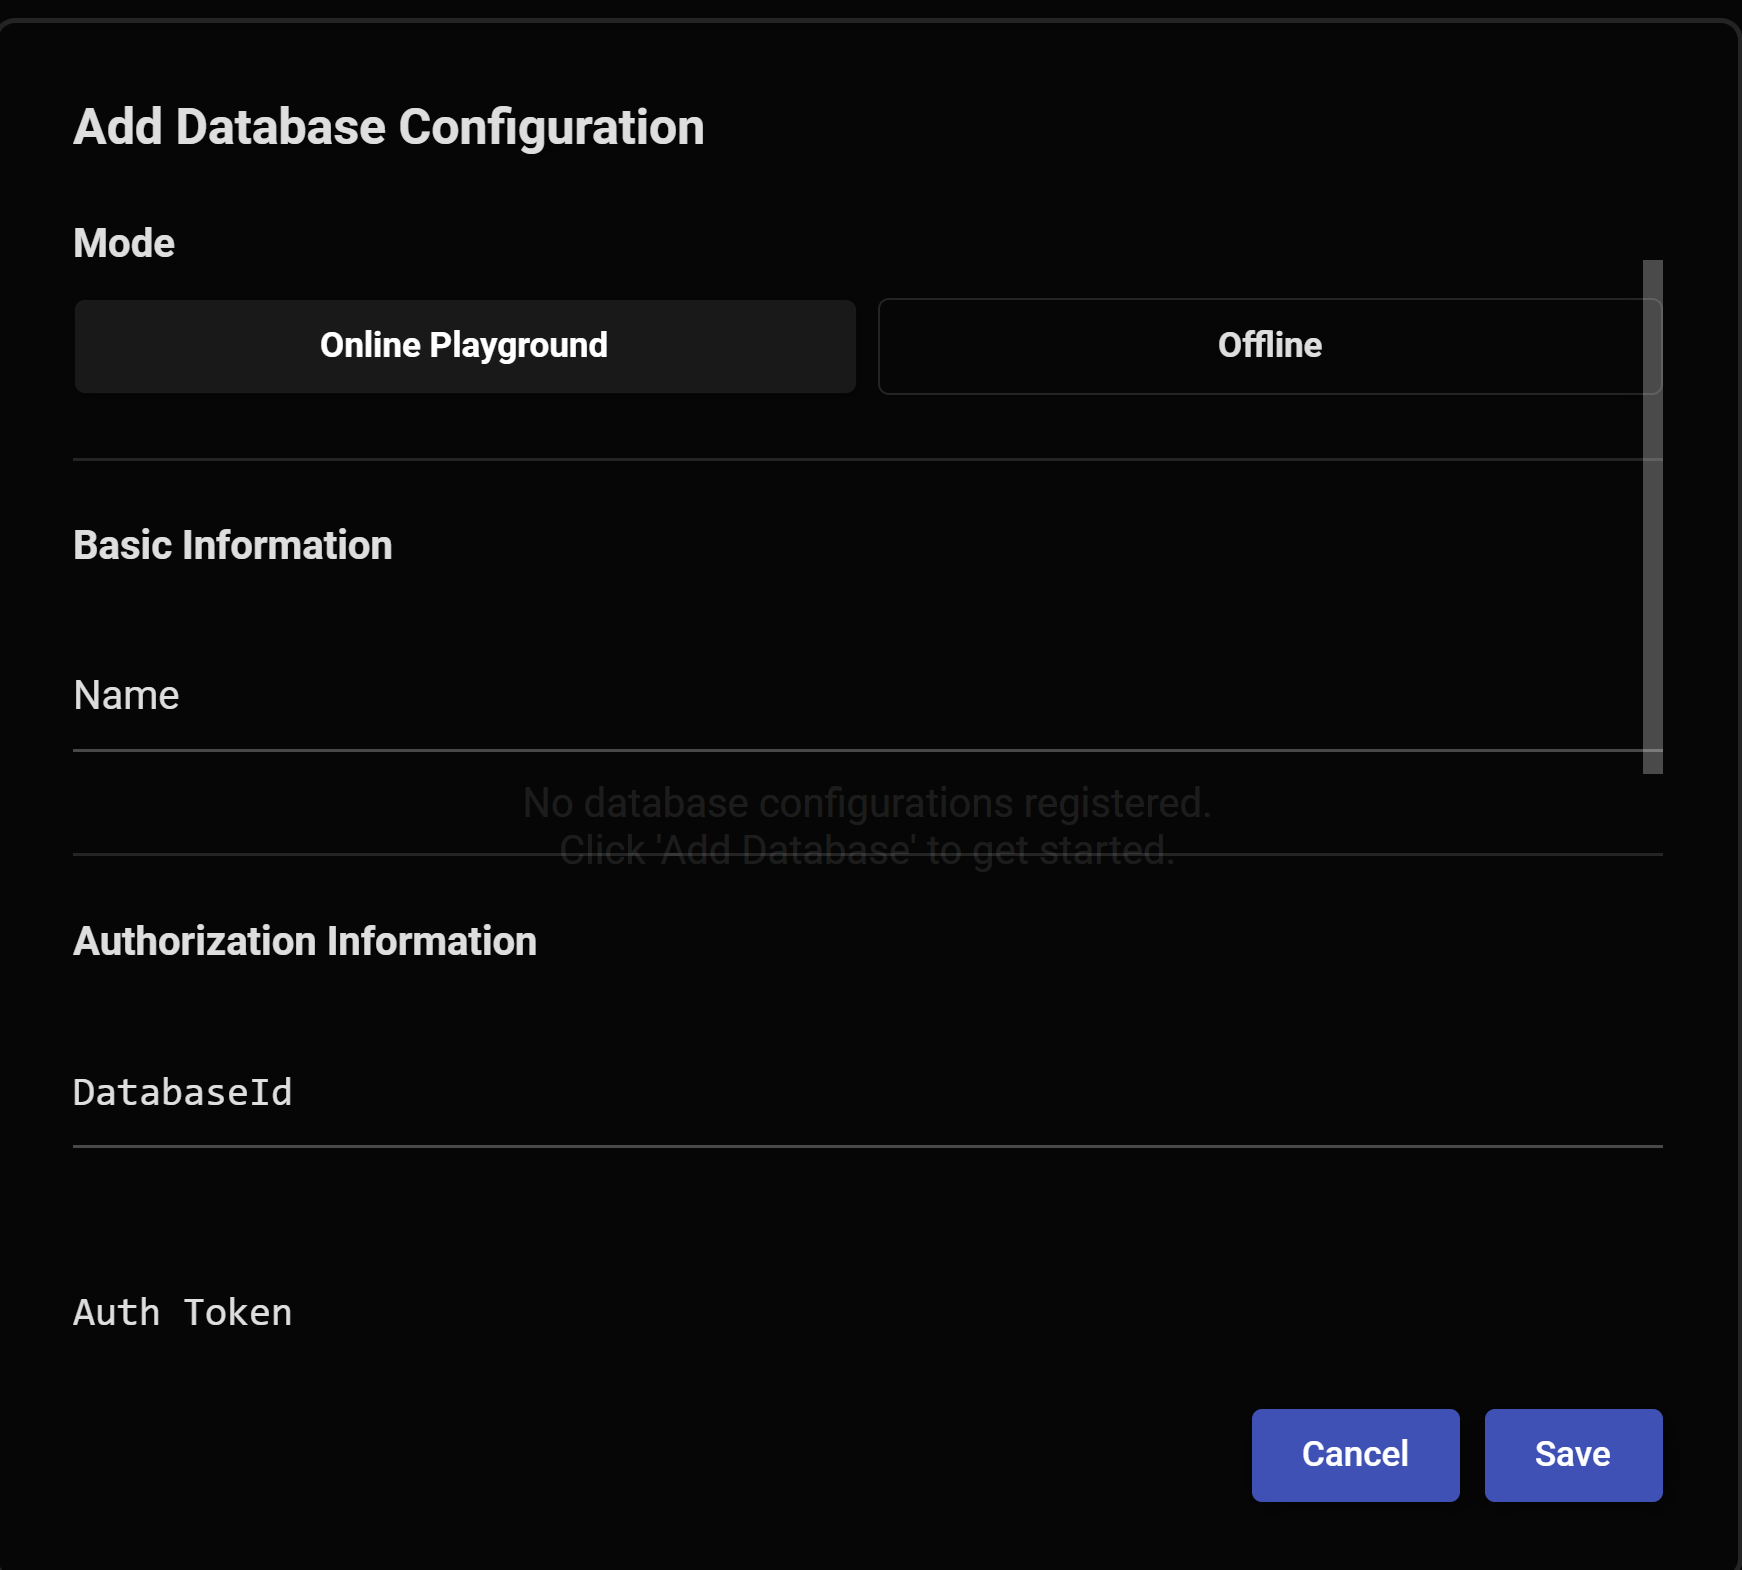 Add Database Configuration
Mode
Online Playground
Offline
Basic Information
Name
No database configurations registered.
Click 'Add Database' to get started.
Authorization Information
DatabaseId
Auth Token
Cancel
Save